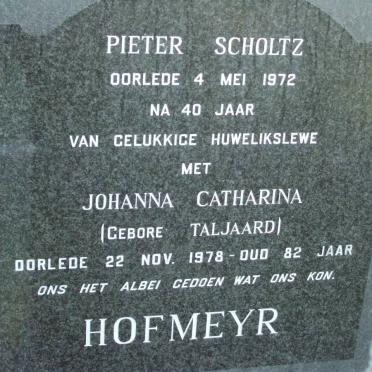 PIETER SCHOLTZ
OORLEDE 4 MEI 1972
NA 40 JAAR
VAN GELUKKIGE HUWELIKSLEWE
MET
JOHANNA CATHARINA
(GEBORE TALJAARD)
OORLEDE 22 NOV. 1978 - OUD 82 JAAR
ONS HET ALBEI GEDOEN WAT ONS KON.
HOFMEYR